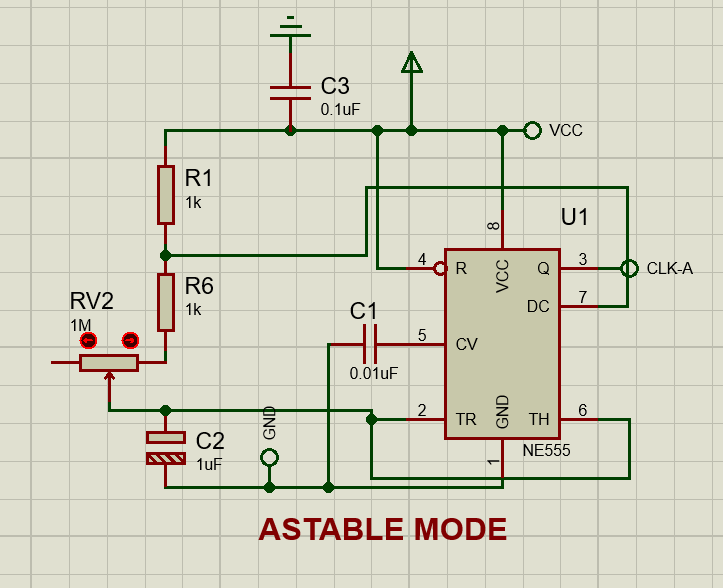 C3
0.1uF
VCC
R1
1k
U1
8
4
R
VCC
Q
3
CLK-A
R6
1k
DC
7
RV2
1M
C1
5
CV
0.01uF
2
TR
GND
TH
6
GND
C2
1uF
1
NE555
ASTABLE MODE